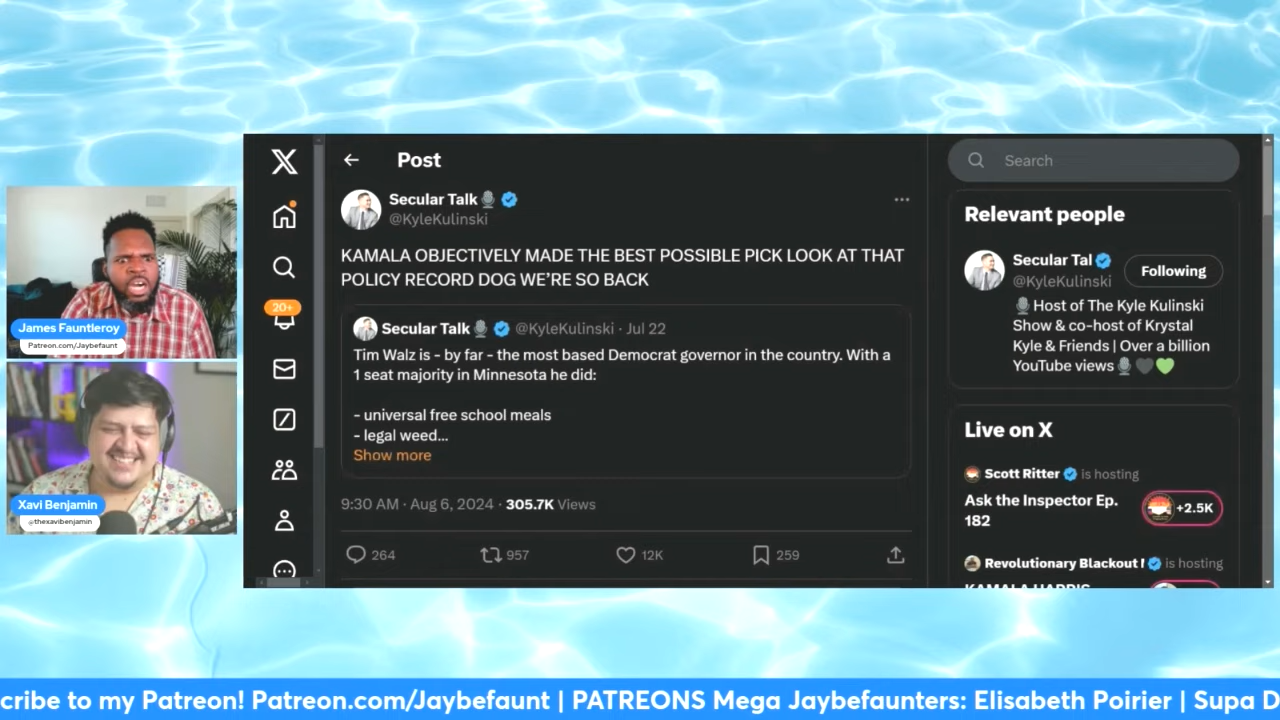 Post
Search
Secular Talk
@KyleKulinski
KAMALA OBJECTIVELY MADE THE BEST POSSIBLE PICK LOOK AT THAT
POLICY RECORD DOG WE'RE SO BACK
Secular Talk @KyleKulinski · Jul 22
Tim Walz is - by far - the most based Democrat governor in the country. With a
1 seat majority in Minnesota he did:
- universal free school meals
- legal weed...
Show more
9:30 AM · Aug 6, 2024 · 305.7K Views
264 957 12K 259
20+
Relevant people
Secular Tal
Following
@KyleKulinski
Host of The Kyle Kulinski
Show & co-host of Krystal
Kyle & Friends | Over a billion
YouTube views
Live on X
Scott Ritter is hosting
Ask the Inspector Ep.
182
+2.5K
Revolutionary Blackout is hosting
KAMALA HARRIS
James Fauntleroy
Patreon.com/Jaybefaunt
Xavi Benjamin
@thexavibenjamin
cribe to my Patreon! Patreon.com/Jaybefaunt | PATREONS Mega Jaybefaunters: Elisabeth Poirier | Supa D